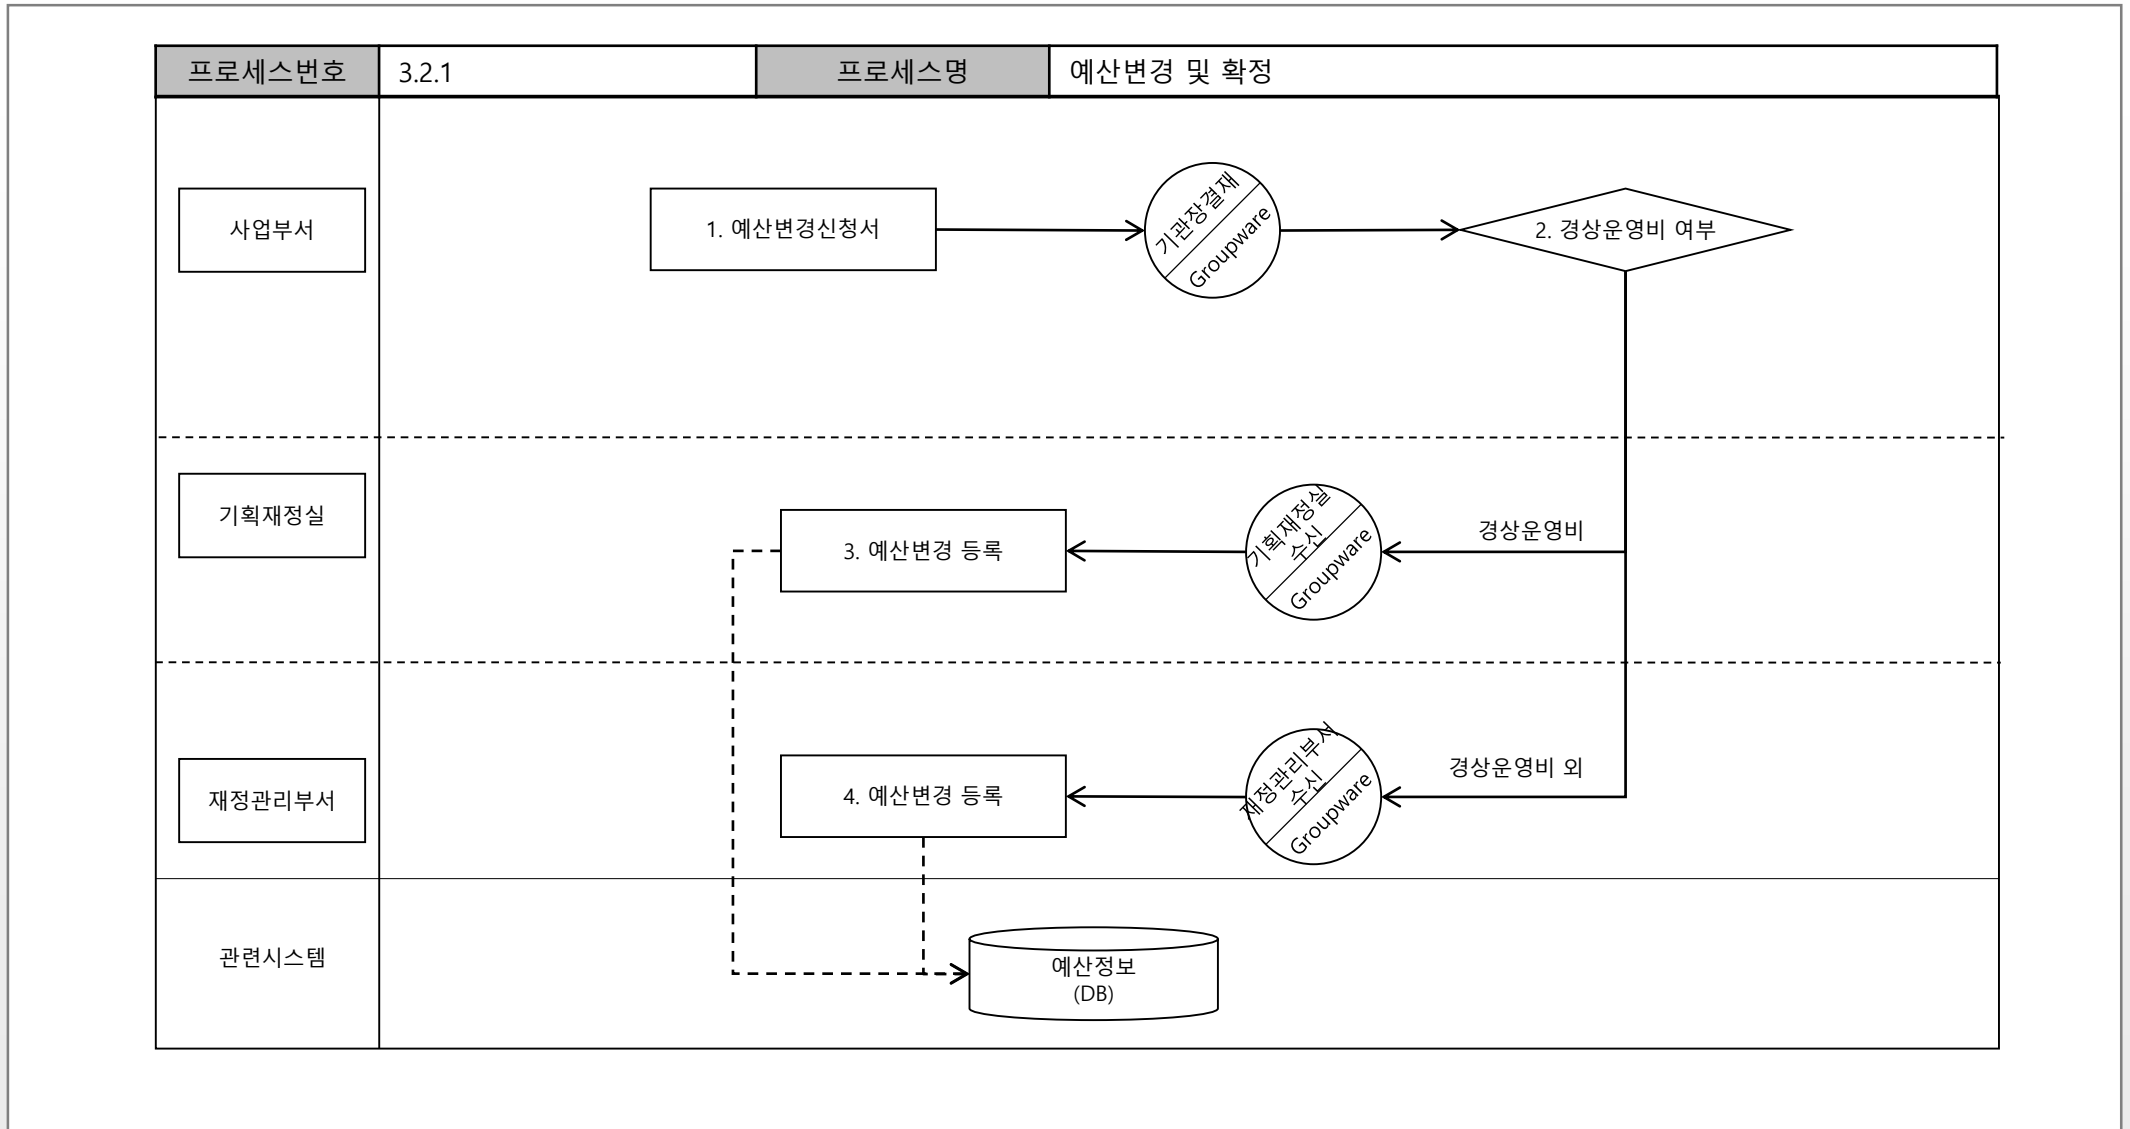 프로세스번호
3.2.1
프로세스명
예산변경 및 확정
사업부서
1. 예산변경신청서
기관장결재
Groupware
2. 경상운영비 여부
기획재정실
3. 예산변경 등록
기획재정실
수신
Groupware
경상운영비
재정관리부서
4. 예산변경 등록
재정관리부서
수신
Groupware
경상운영비 외
관련시스템
예산정보
(DB)